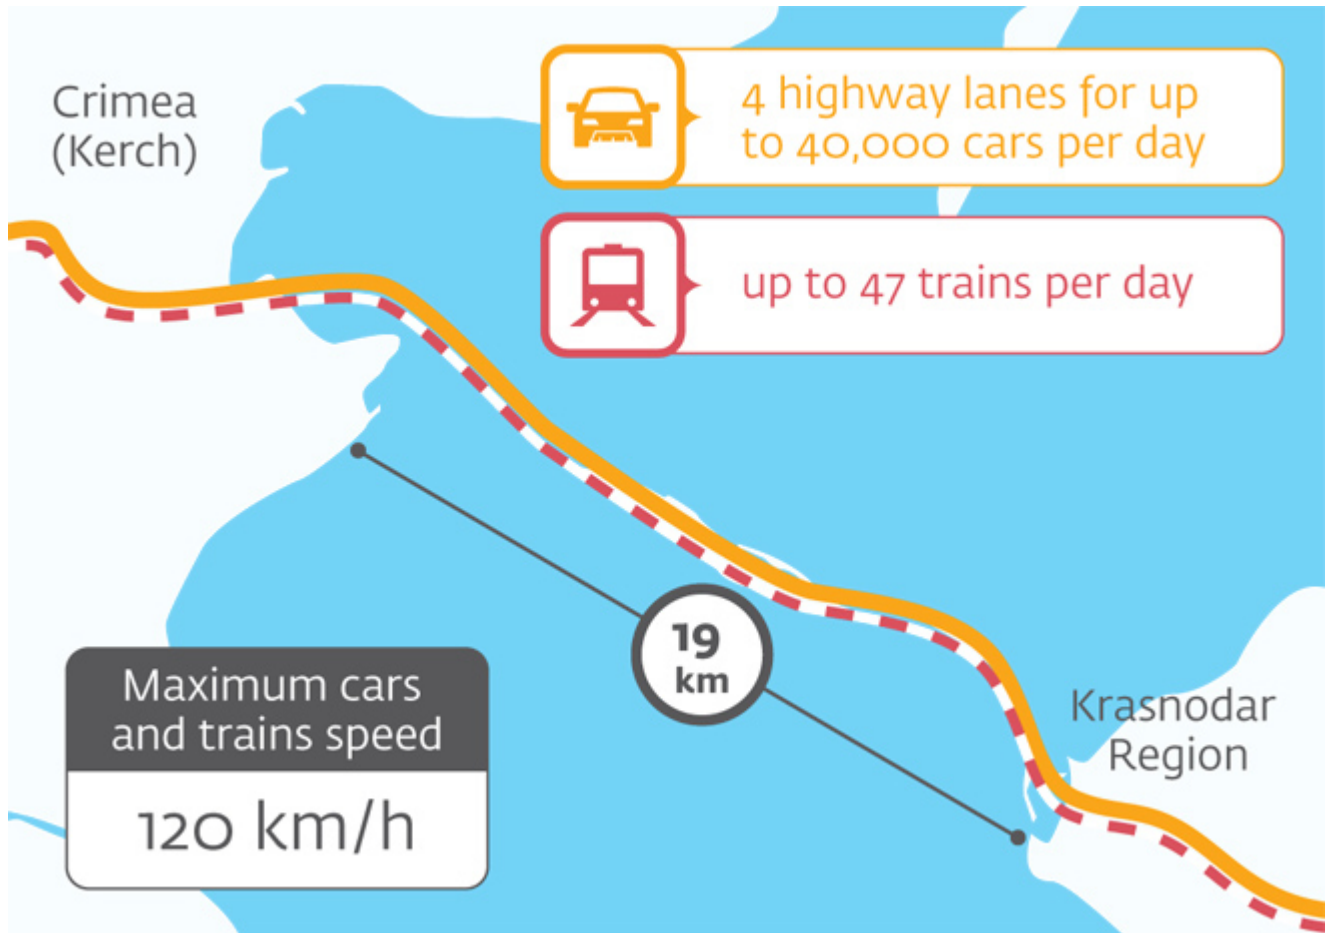 Crimea
(Kerch)
4 highway lanes for up
to 40,000 cars per day
up to 47 trains per day
19
km
Maximum cars
and trains speed
120 km/h
Krasnodar
Region